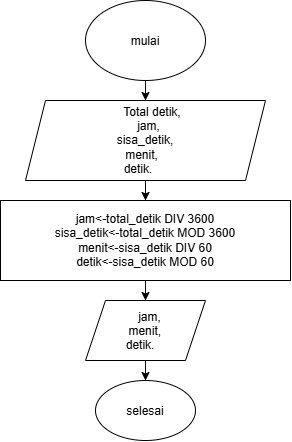 mulai
Total detik,
jam,
sisa_detik,
menit,
detik.
jam<-total_detik DIV 3600
sisa_detik<-total_detik MOD 3600
menit<-sisa_detik DIV 60
detik<-sisa_detik MOD 60
jam,
menit,
detik.
selesai